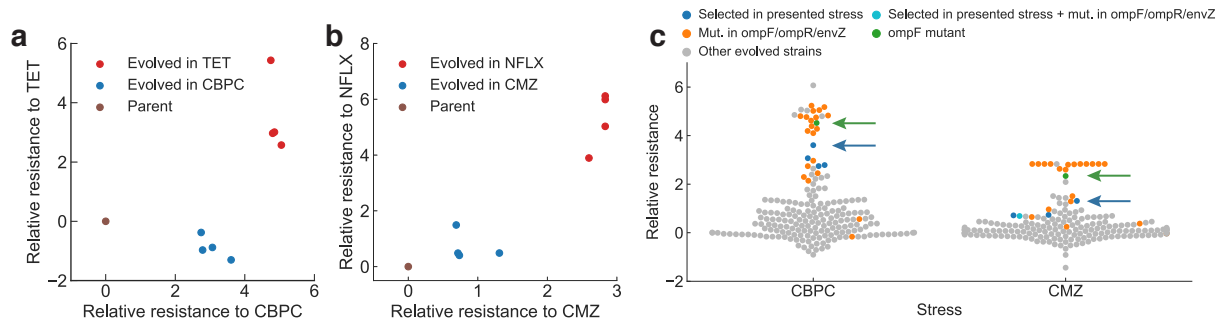 a
6
4
2
0
−2
0
2
4
6
Relative resistance to TET
Relative resistance to CBPC
Evolved in TET
Evolved in CBPC
Parent
b
8
6
4
2
0
0
1
2
3
Relative resistance to NFLX
Relative resistance to CMZ
Evolved in NFLX
Evolved in CMZ
Parent
c
Selected in presented stress
Selected in presented stress + mut. in ompF/ompR/envZ
Mut. in ompF/ompR/envZ
ompF mutant
Other evolved strains
6
4
2
0
−2
Relative resistance
CBPC
CMZ
Stress